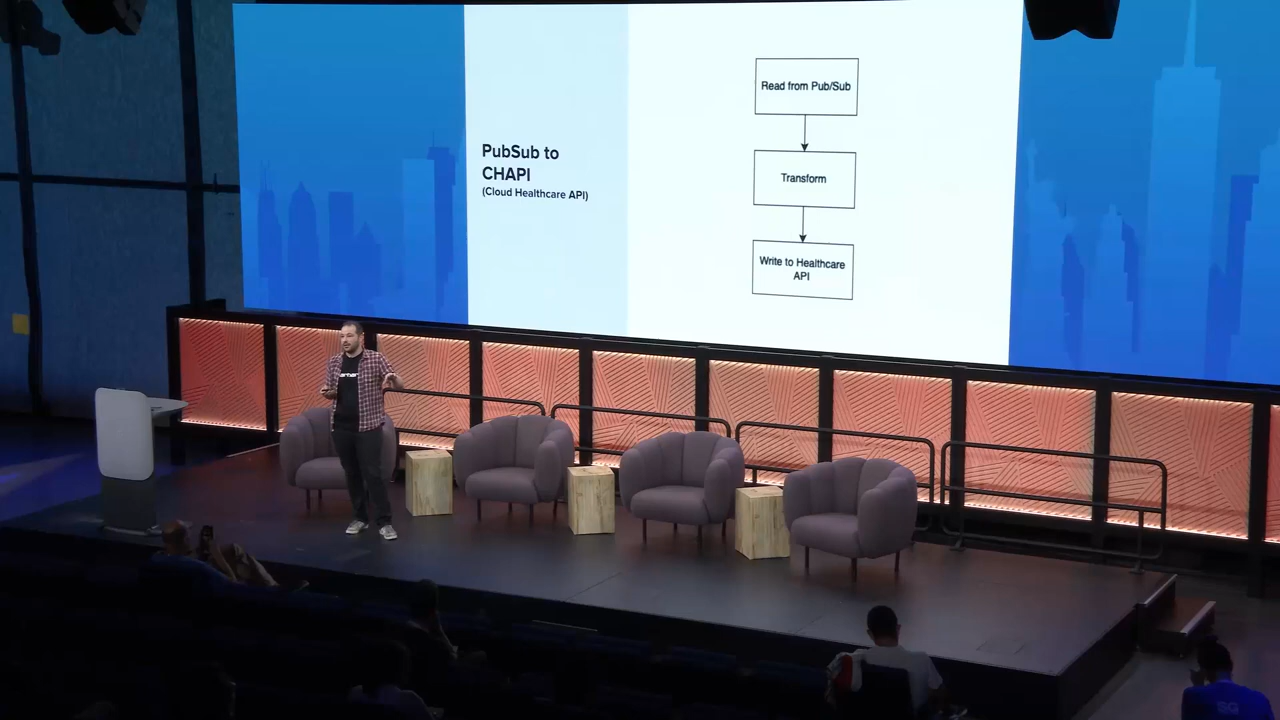 PubSub to
CHAPI
(Cloud Healthcare API)
Read from Pub/Sub
Transform
Write to Healthcare
API